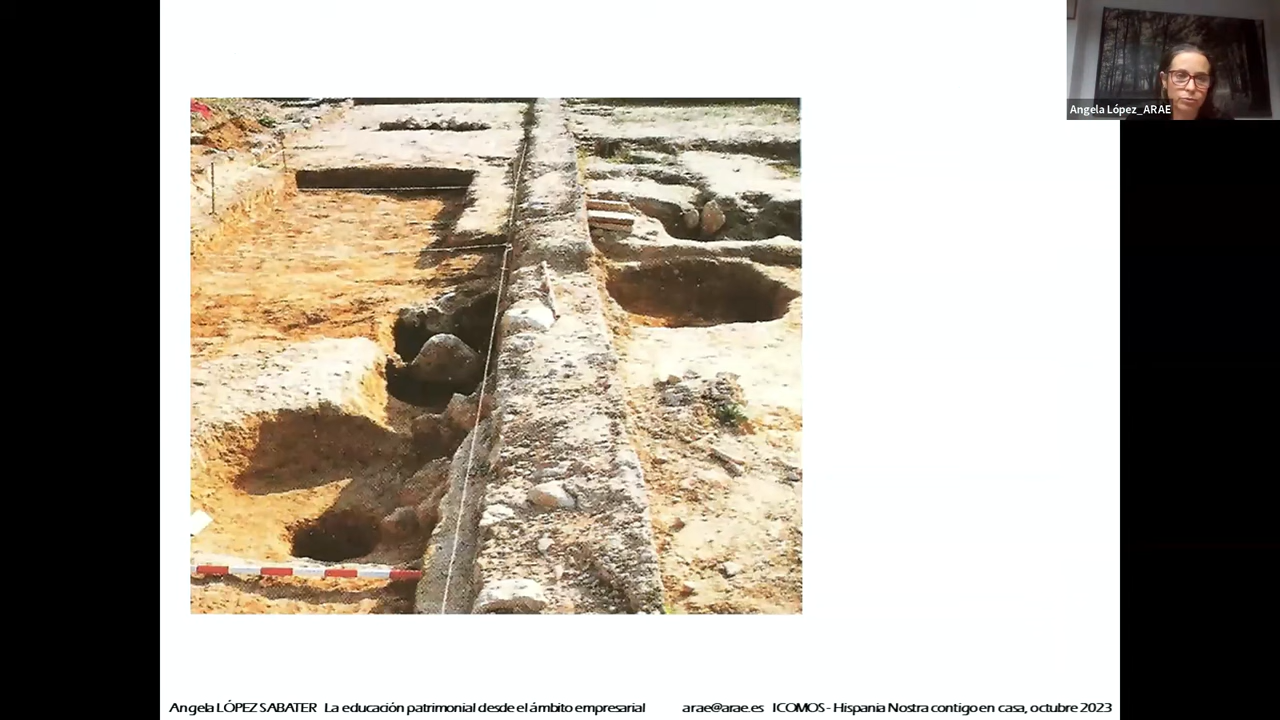 Angela López_ARAE
Angela LÓPEZ SABATER La educación patrimonial desde el ámbito empresarial arae@arae.es ICOMOS - Hispania Nostra contigo en casa, octubre 2023